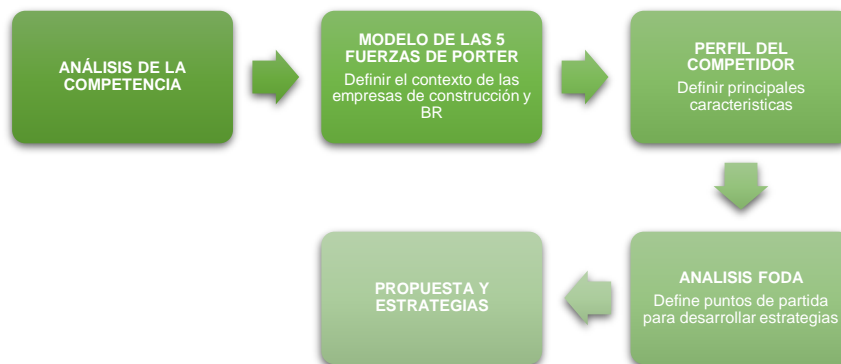 ANÁLISIS DE LA
COMPETENCIA
MODELO DE LAS 5
FUERZAS DE PORTER
Definir el contexto de las
empresas de construcción y
BR
PERFIL DEL
COMPETIDOR
Definir principales
caracteristicas
ANALISIS FODA
Define puntos de partida
para desarrollar estrategias
PROPUESTA Y
ESTRATEGIAS